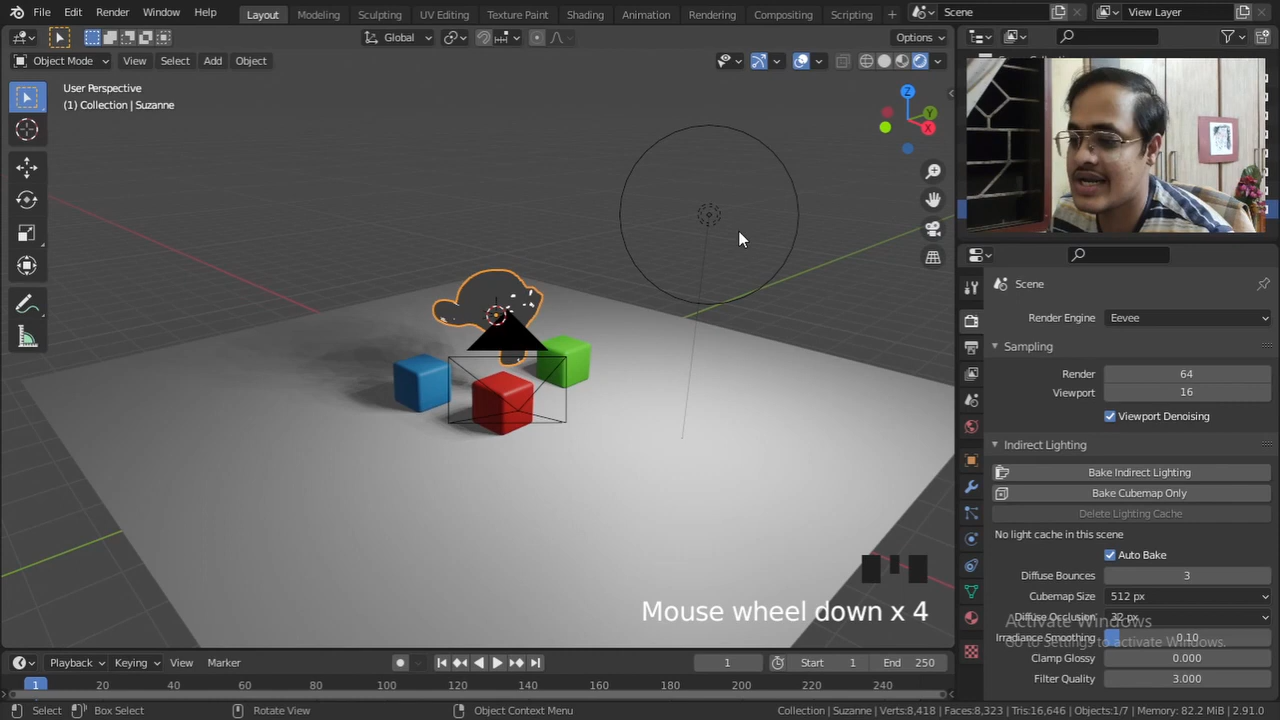 File Edit Render Window Help Layout Modeling Sculpting UV Editing Texture Paint Shading Animation Rendering Compositing Scripting + Scene View Layer
Global Options
Object Mode View Select Add Object
User Perspective
(1) Collection | Suzanne
Z
Y
X
Scene
Render Engine Eevee
Sampling
Render 64
Viewport 16
Viewport Denoising
Indirect Lighting
Bake Indirect Lighting
Bake Cubemap Only
Delete Lighting Cache
No light cache in this scene
Auto Bake
Diffuse Bounces 3
Cubemap Size 512 px
Diffuse Occlusion 32 px
Irradiance Smoothing 0.10
Clamp Glossy 0.000
Filter Quality 3.000
Activate Windows
Go to Settings to activate Windows.
Mouse wheel down x 4
Playback Keying View Marker 1 Start 1 End 250
1 20 40 60 80 100 120 140 160 180 200 220 240
Select Box Select Rotate View Object Context Menu Collection | Suzanne | Verts:8,418 | Faces:8,323 | Tris:16,646 | Objects:1/7 | Memory: 82.2 MiB | 2.91.0